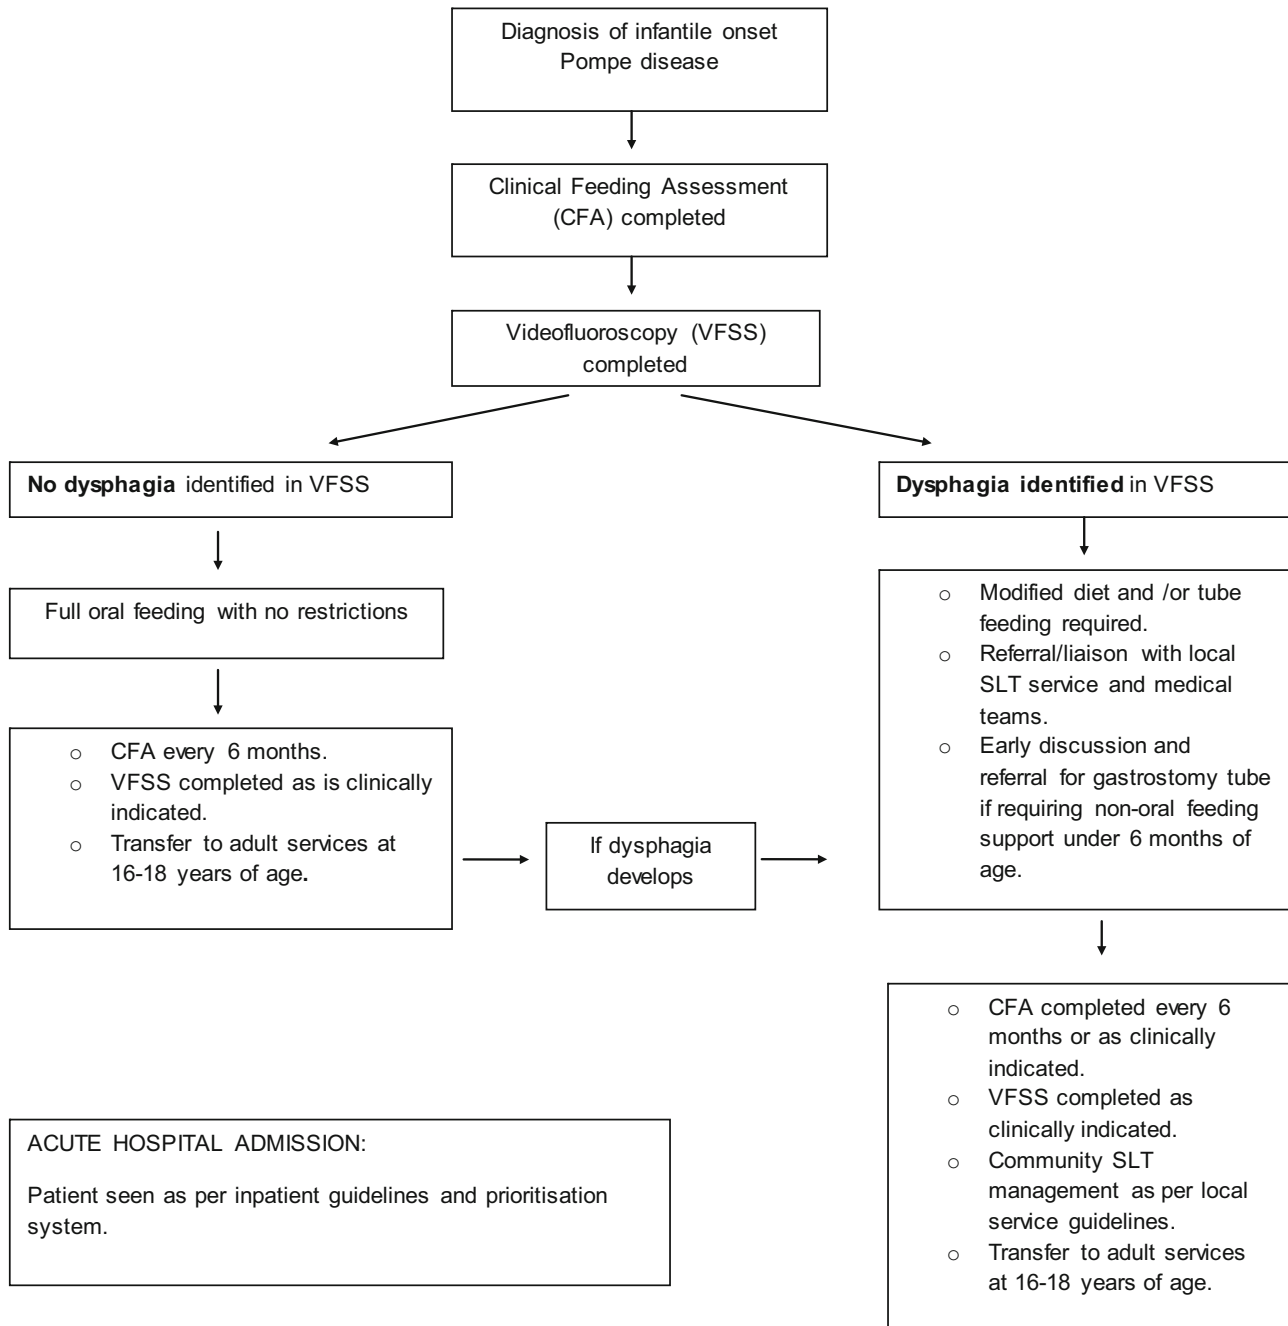 Diagnosis of infantile onset
Pompe disease
Clinical Feeding Assessment
(CFA) completed
Videofluoroscopy (VFSS)
completed
No dysphagia identified in VFSS
Full oral feeding with no restrictions
o CFA every 6 months.
o VFSS completed as is clinically
indicated.
o Transfer to adult services at
16-18 years of age.
If dysphagia
develops
Dysphagia identified in VFSS
o Modified diet and /or tube
feeding required.
o Referral/liaison with local
SLT service and medical
teams.
o Early discussion and
referral for gastrostomy tube
if requiring non-oral feeding
support under 6 months of
age.
o CFA completed every 6
months or as clinically
indicated.
o VFSS completed as
clinically indicated.
o Community SLT
management as per local
service guidelines.
o Transfer to adult services
at 16-18 years of age.
ACUTE HOSPITAL ADMISSION:
Patient seen as per inpatient guidelines and prioritisation
system.